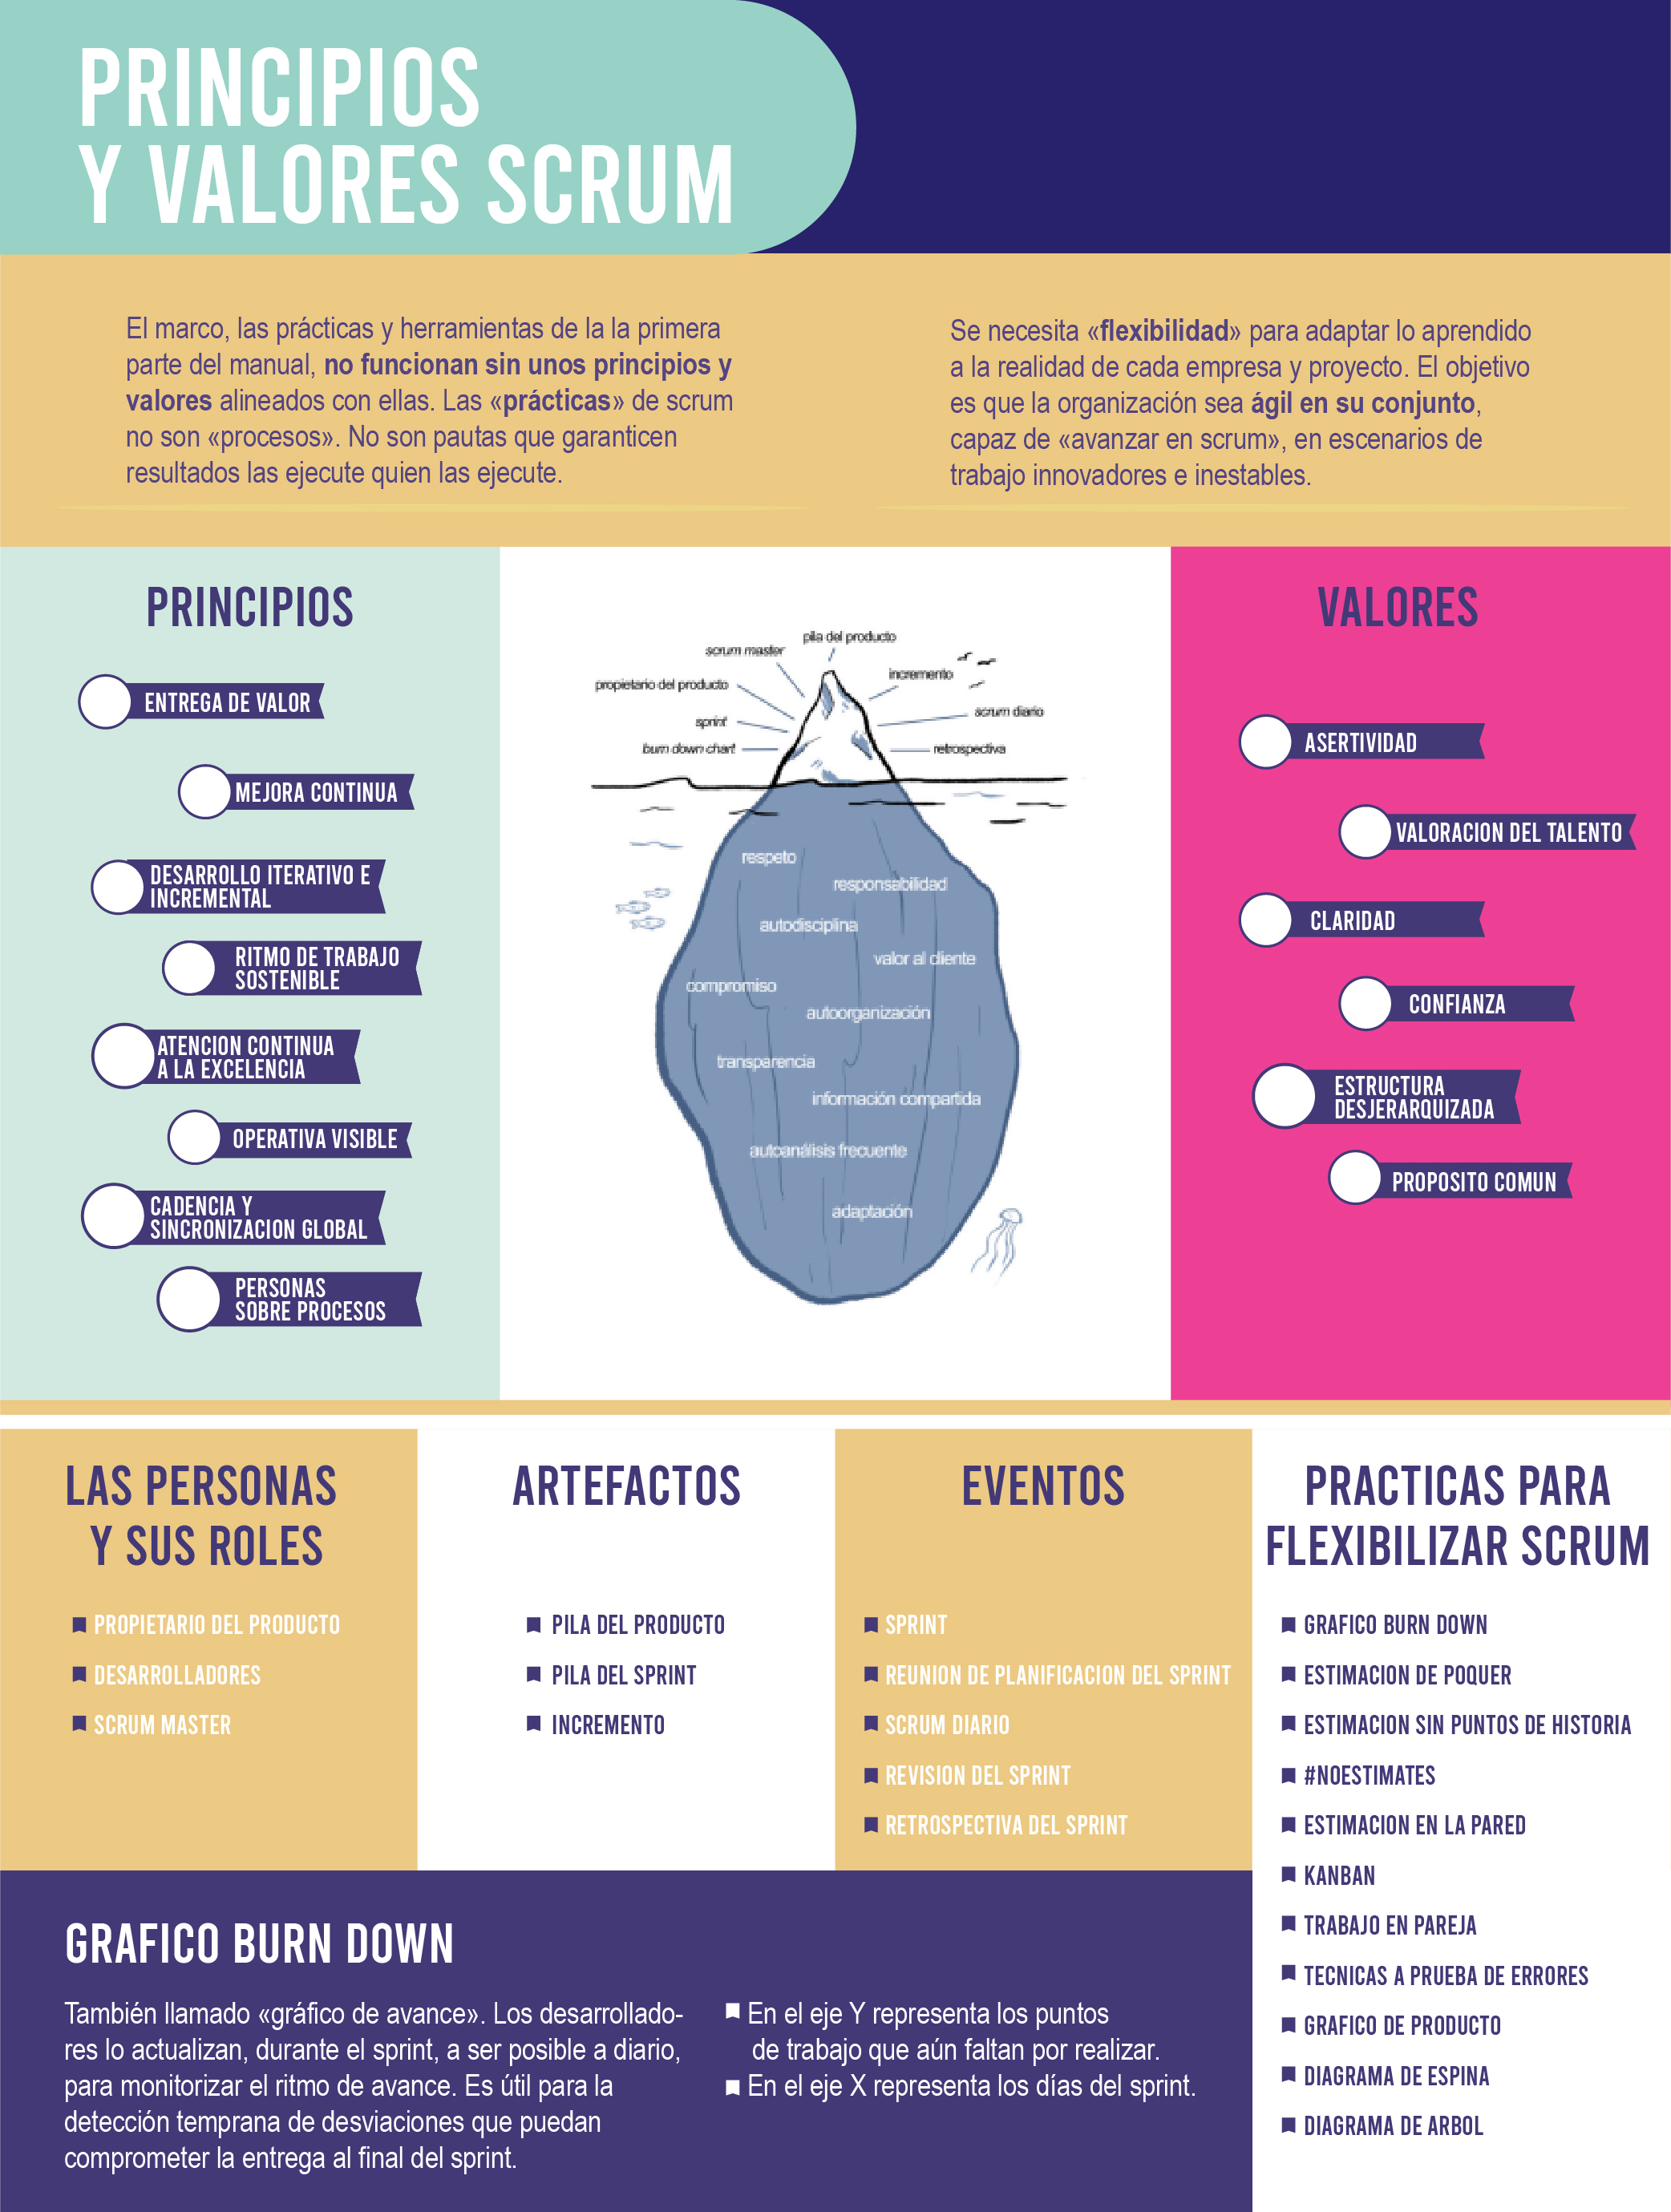 PRINCIPIOS
Y VALORES SCRUM
El marco, las prácticas y herramientas de la la primera
parte del manual, no funcionan sin unos principios y
valores alineados con ellas. Las «prácticas» de scrum
no son «procesos». No son pautas que garanticen
resultados las ejecute quien las ejecute.
Se necesita «flexibilidad» para adaptar lo aprendido
a la realidad de cada empresa y proyecto. El objetivo
es que la organización sea ágil en su conjunto,
capaz de «avanzar en scrum», en escenarios de
trabajo innovadores e inestables.
PRINCIPIOS
ENTREGA DE VALOR
MEJORA CONTINUA
DESARROLLO ITERATIVO E
INCREMENTAL
RITMO DE TRABAJO
SOSTENIBLE
ATENCION CONTINUA
A LA EXCELENCIA
OPERATIVA VISIBLE
CADENCIA Y
SINCRONIZACION GLOBAL
PERSONAS
SOBRE PROCESOS
pila del producto
scrum master
incremento
propietario del producto
scrum diario
sprint
burn down chart
retrospectiva
respeto
responsabilidad
autodisciplina
valor al cliente
compromiso
autoorganización
transparencia
información compartida
autoanálisis frecuente
adaptación
VALORES
ASERTIVIDAD
VALORACION DEL TALENTO
CLARIDAD
CONFIANZA
ESTRUCTURA
DESJERARQUIZADA
PROPOSITO COMUN
LAS PERSONAS
Y SUS ROLES
PROPIETARIO DEL PRODUCTO
DESARROLLADORES
SCRUM MASTER
ARTEFACTOS
PILA DEL PRODUCTO
PILA DEL SPRINT
INCREMENTO
EVENTOS
SPRINT
REUNION DE PLANIFICACION DEL SPRINT
SCRUM DIARIO
REVISION DEL SPRINT
RETROSPECTIVA DEL SPRINT
PRACTICAS PARA
FLEXIBILIZAR SCRUM
GRAFICO BURN DOWN
ESTIMACION DE POQUER
ESTIMACION SIN PUNTOS DE HISTORIA
#NOESTIMATES
ESTIMACION EN LA PARED
KANBAN
TRABAJO EN PAREJA
TECNICAS A PRUEBA DE ERRORES
GRAFICO DE PRODUCTO
DIAGRAMA DE ESPINA
DIAGRAMA DE ARBOL
GRAFICO BURN DOWN
También llamado «gráfico de avance». Los desarrollado-
res lo actualizan, durante el sprint, a ser posible a diario,
para monitorizar el ritmo de avance. Es útil para la
detección temprana de desviaciones que puedan
comprometer la entrega al final del sprint.
En el eje Y representa los puntos
de trabajo que aún faltan por realizar.
En el eje X representa los días del sprint.